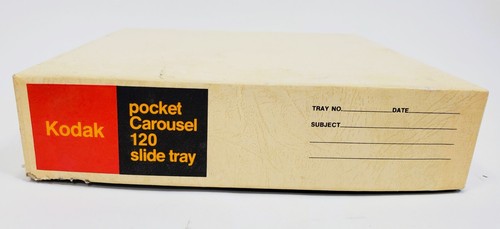 Kodak
pocket
Carousel
120
slide tray
TRAY NO. DATE
SUBJECT